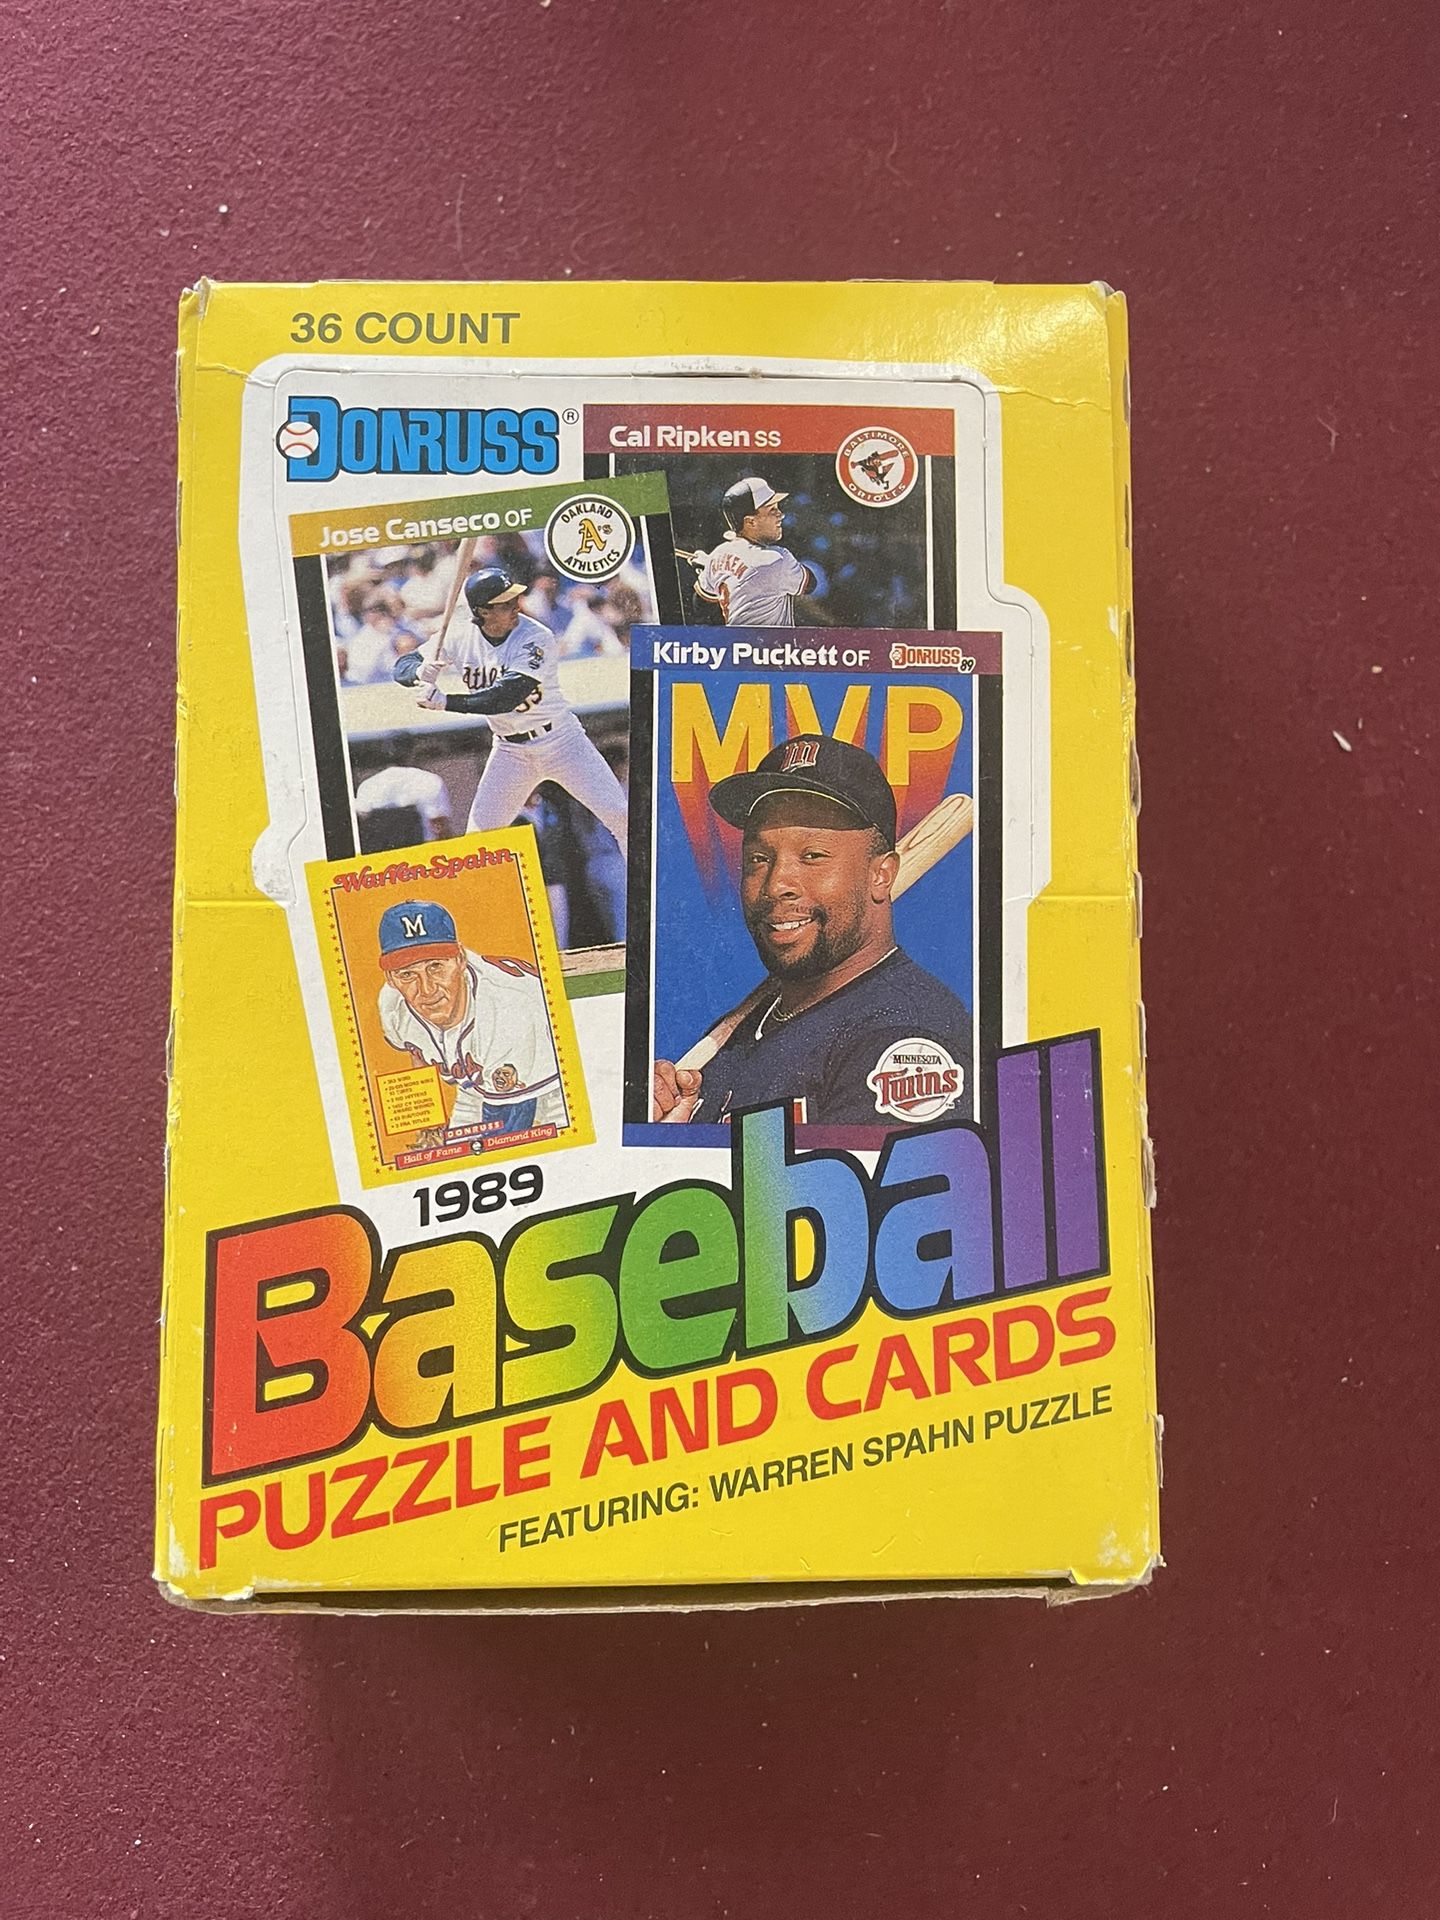 36 COUNT
DONRUSS®
Cal Ripken SS
BALTIMORE
ORIOLES
Jose Canseco OF
OAKLAND
A's
ATHLETICS
Kirby Puckett OF DONRUSS 89
MVP
m
Warren Spahn
M
MINNESOTA
Twins
DONRUSS
Hall of Fame Diamond King
1989
Baseball
PUZZLE AND CARDS
FEATURING: WARREN SPAHN PUZZLE